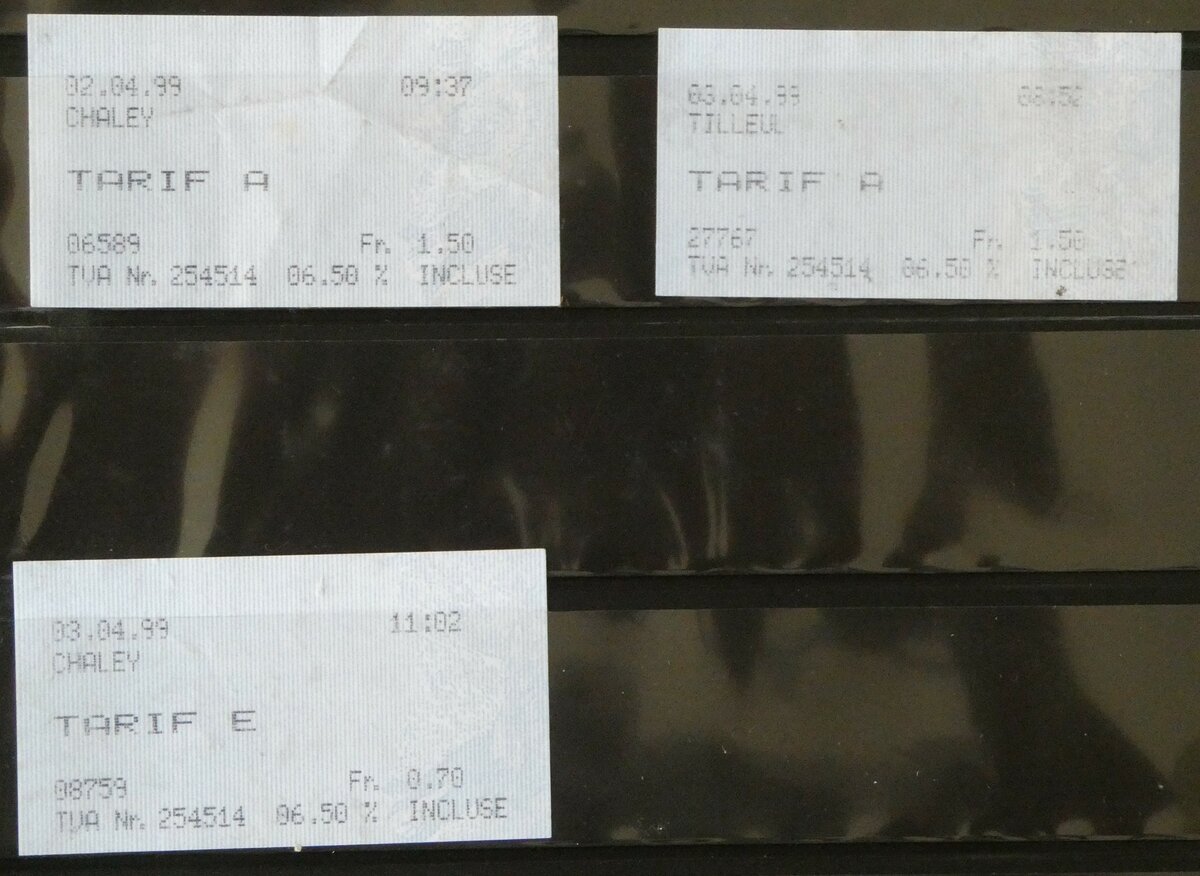 02.04.99 09:37
CHALEY
TARIF A
06589 Fr. 1.50
TVA Nr. 254514 06.50 % INCLUSE
03.04.99 08:52
TILLEUL
TARIF A
27767 Fr. 1.50
TVA Nr. 254514 06.50 % INCLUSE
03.04.99 11:02
CHALEY
TARIF E
08759 Fr. 0.70
TVA Nr. 254514 06.50 % INCLUSE